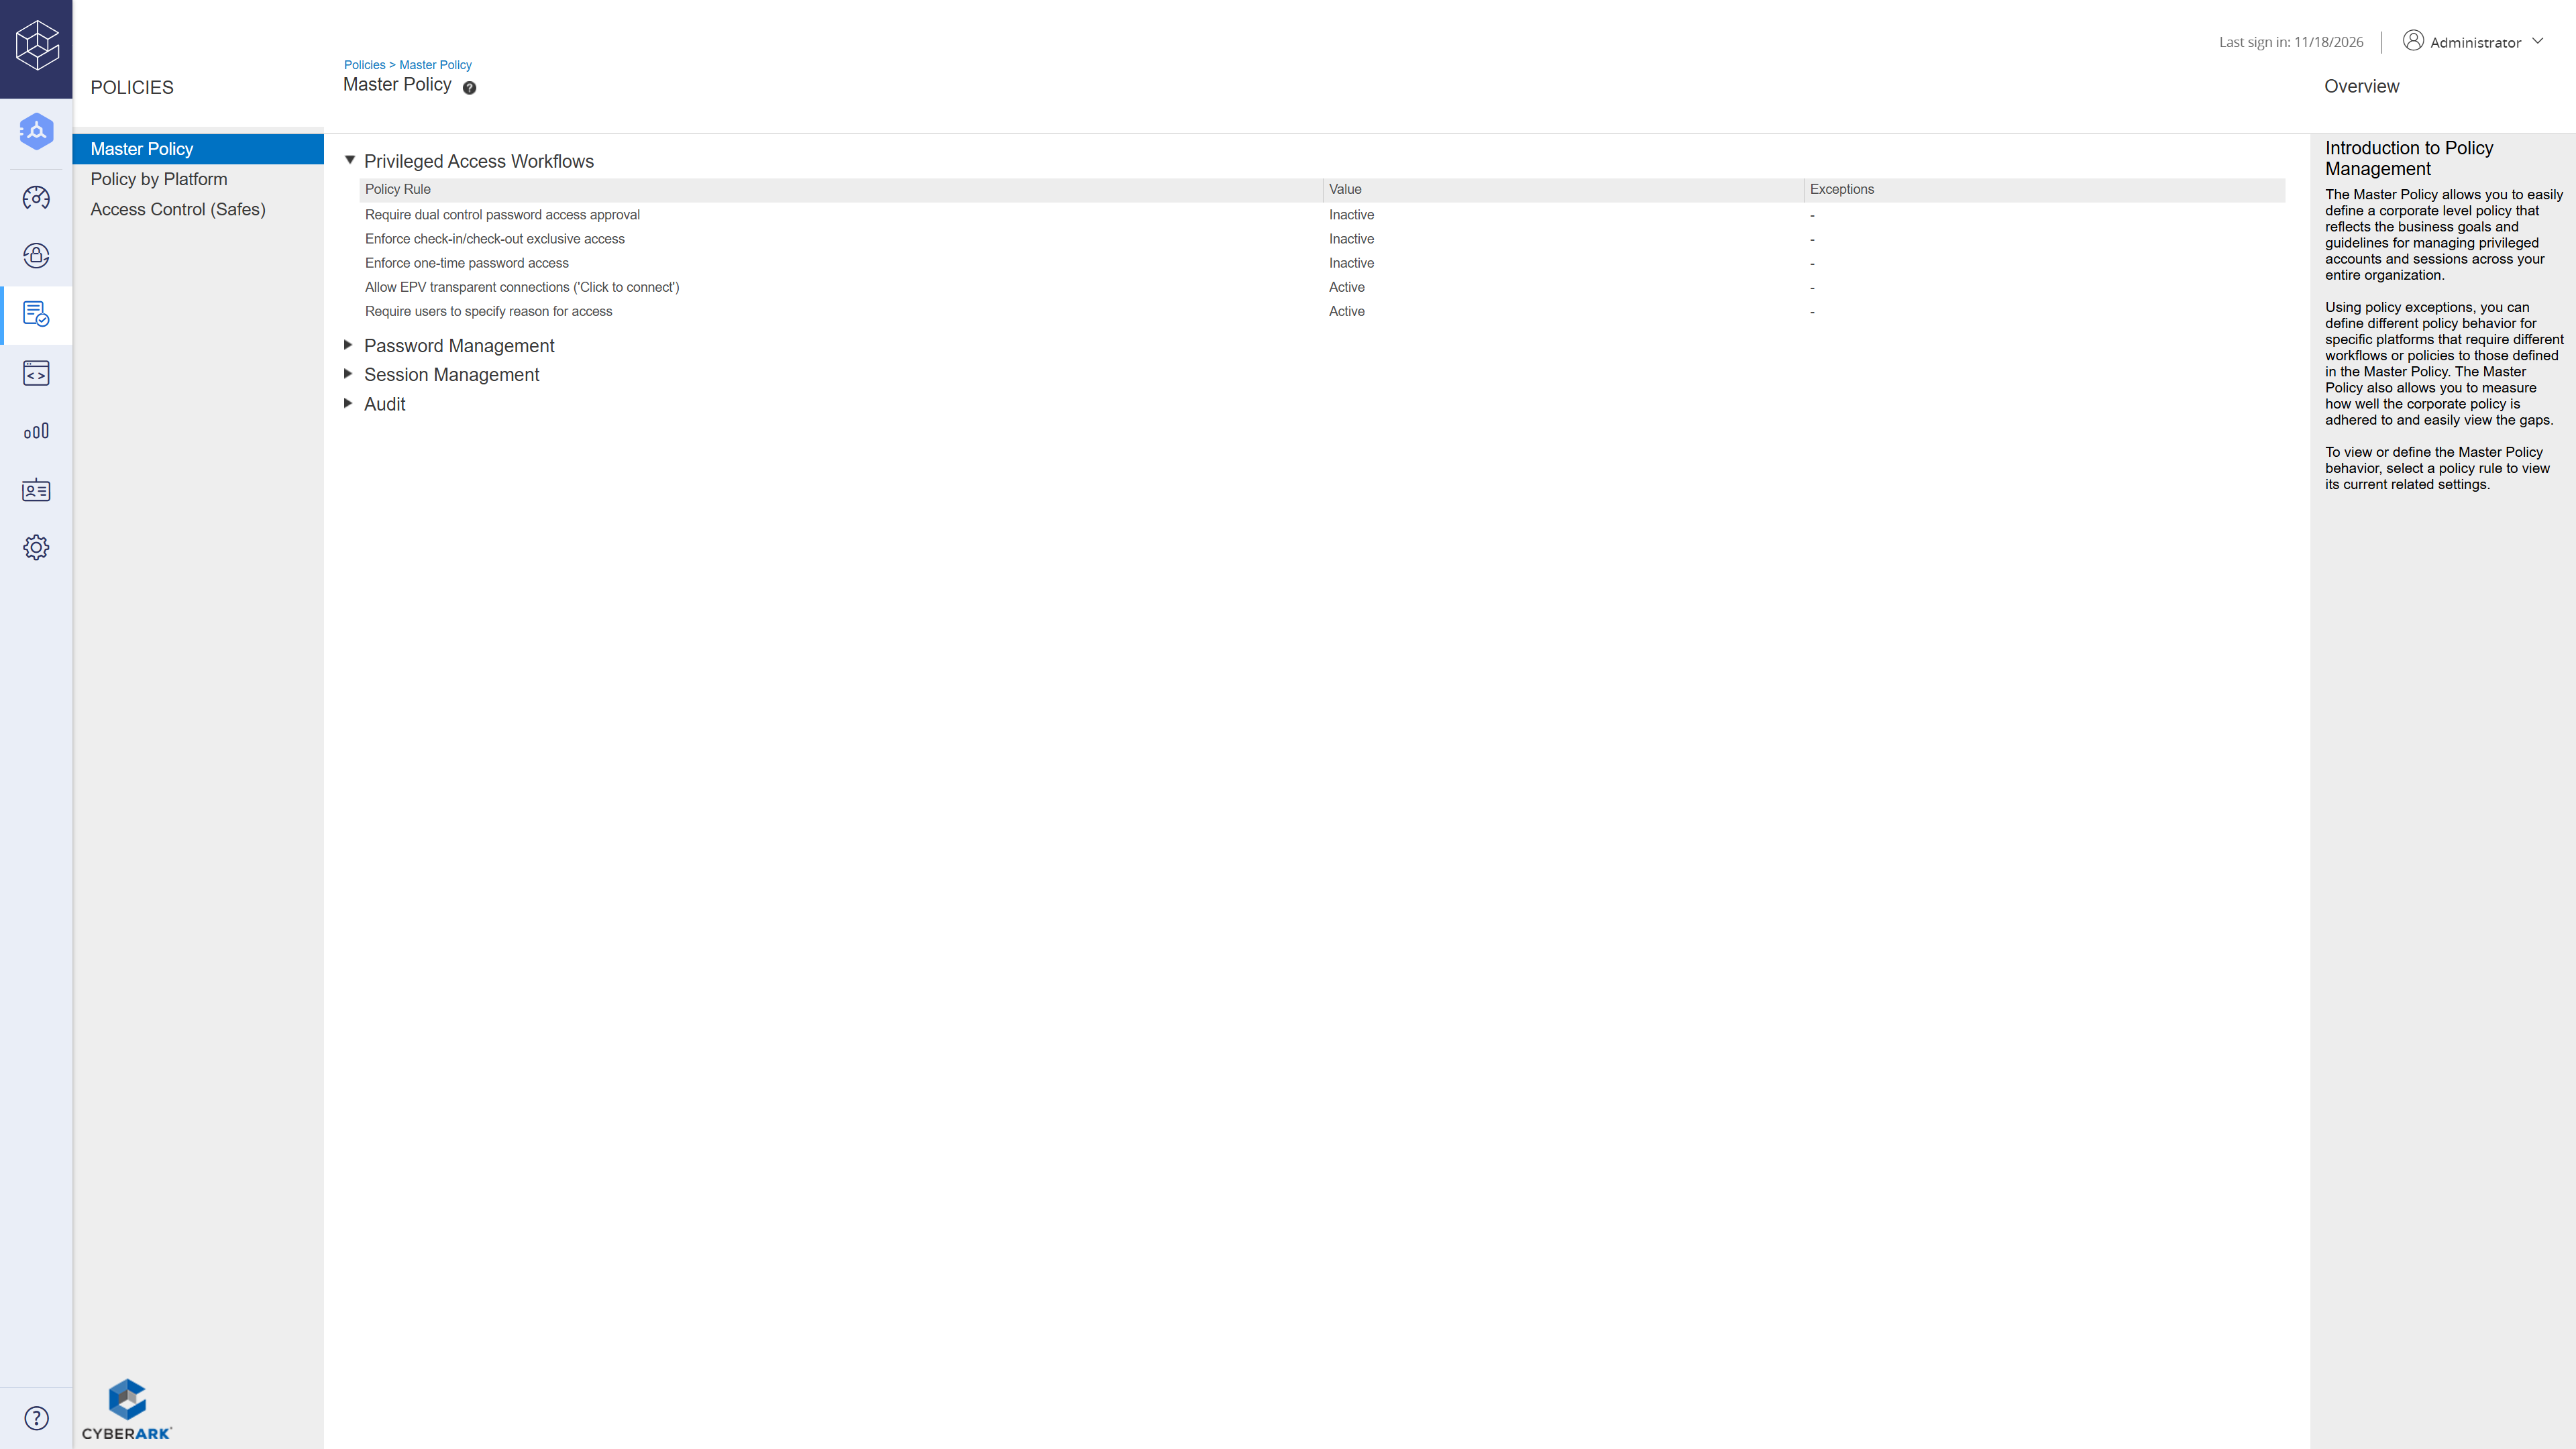 Last sign in: 11/18/2026
Administrator
POLICIES
Policies > Master Policy
Master Policy
Overview
Master Policy
Policy by Platform
Access Control (Safes)
Privileged Access Workflows
Policy Rule Value Exceptions
Require dual control password access approval Inactive -
Enforce check-in/check-out exclusive access Inactive -
Enforce one-time password access Inactive -
Allow EPV transparent connections ('Click to connect') Active -
Require users to specify reason for access Active -
Password Management
Session Management
Audit
Introduction to Policy
Management
The Master Policy allows you to easily
define a corporate level policy that
reflects the business goals and
guidelines for managing privileged
accounts and sessions across your
entire organization.
Using policy exceptions, you can
define different policy behavior for
specific platforms that require different
workflows or policies to those defined
in the Master Policy. The Master
Policy also allows you to measure
how well the corporate policy is
adhered to and easily view the gaps.
To view or define the Master Policy
behavior, select a policy rule to view
its current related settings.
CYBERARK